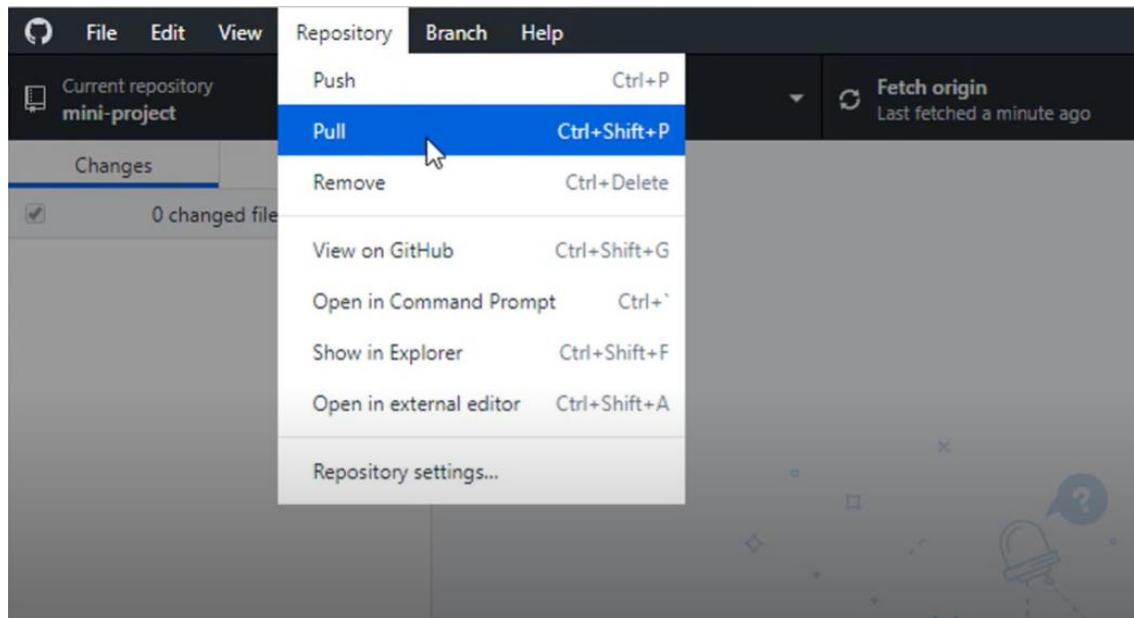 File Edit View Repository Branch Help
Current repository
mini-project
Fetch origin
Last fetched a minute ago
Changes
0 changed file
Push Ctrl+P
Pull Ctrl+Shift+P
Remove Ctrl+Delete
View on GitHub Ctrl+Shift+G
Open in Command Prompt Ctrl+`
Show in Explorer Ctrl+Shift+F
Open in external editor Ctrl+Shift+A
Repository settings...
?